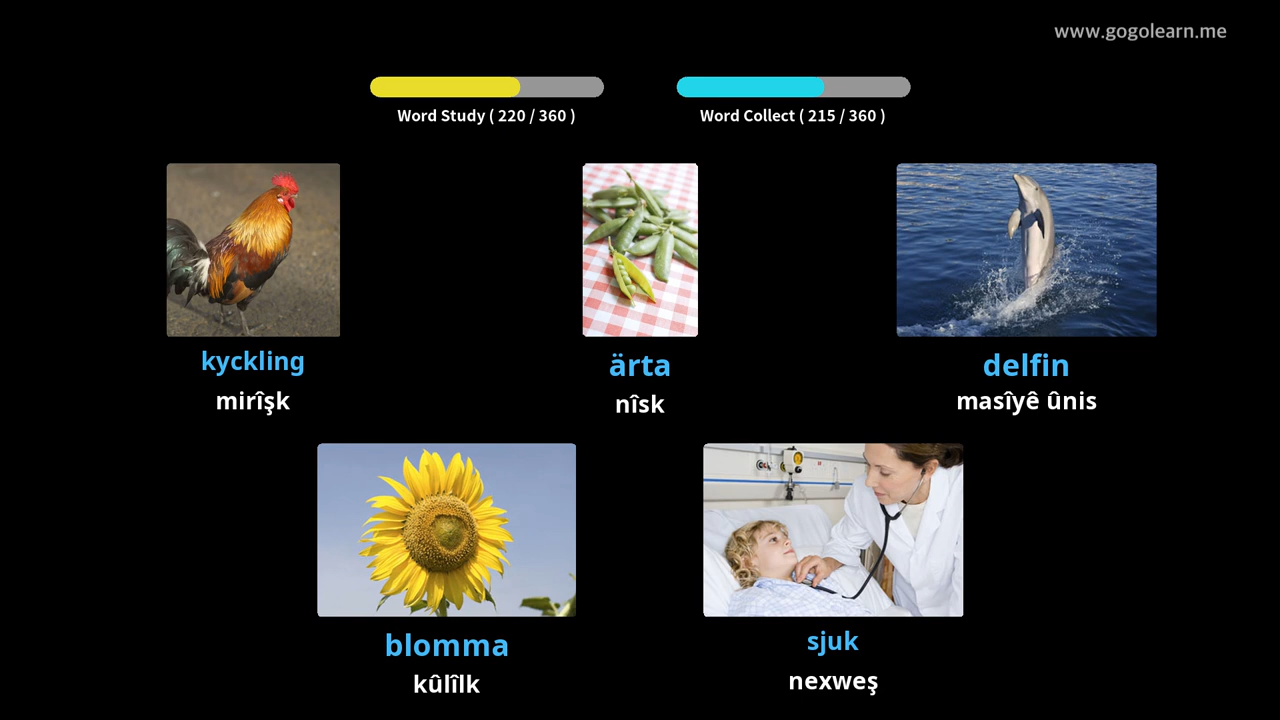 www.gogolearn.me
Word Study ( 220 / 360 )
Word Collect ( 215 / 360 )
kyckling
mirîşk
ärta
nîsk
delfin
masîyê ûnis
blomma
kûlîlk
sjuk
nexweş